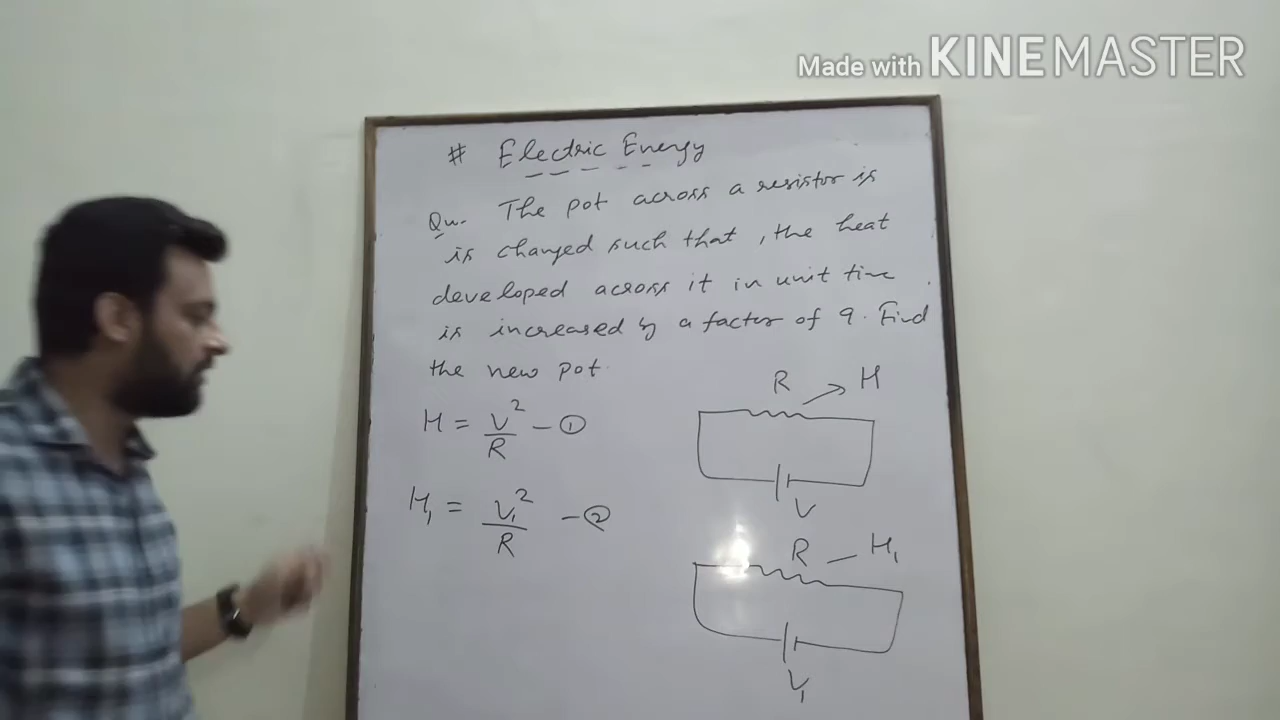 Made with KINEMASTER
# Electric Energy
Qu. The pot across a resistor is
is changed such that, the heat
developed across it in unit time
is increased by a factor of 9. Find
the new pot.
H = V²/R - ①
H₁ = V₁²/R - ②
R H
V
R - H₁
V₁